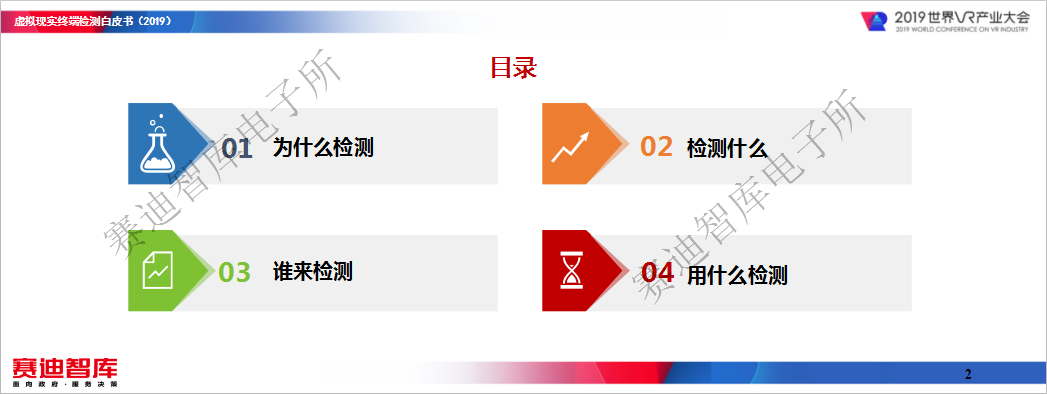 虚拟现实终端检测白皮书（2019）
2019世界VR产业大会
2019 WORLD CONFERENCE ON VR INDUSTRY
目录
01 为什么检测
02 检测什么
03 谁来检测
04 用什么检测
赛迪智库电子所
赛迪智库电子所
赛迪智库
面向政府·服务决策
2